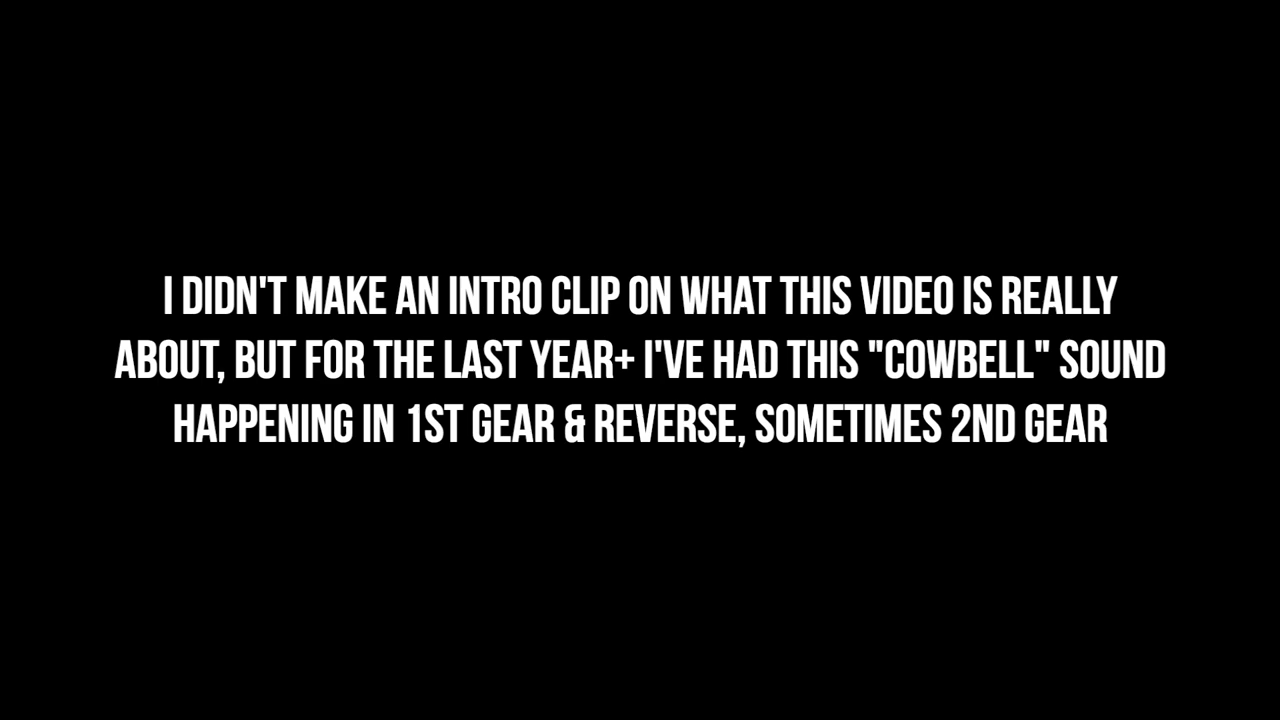 I DIDN'T MAKE AN INTRO CLIP ON WHAT THIS VIDEO IS REALLY
ABOUT, BUT FOR THE LAST YEAR+ I'VE HAD THIS "COWBELL" SOUND
HAPPENING IN 1ST GEAR & REVERSE, SOMETIMES 2ND GEAR